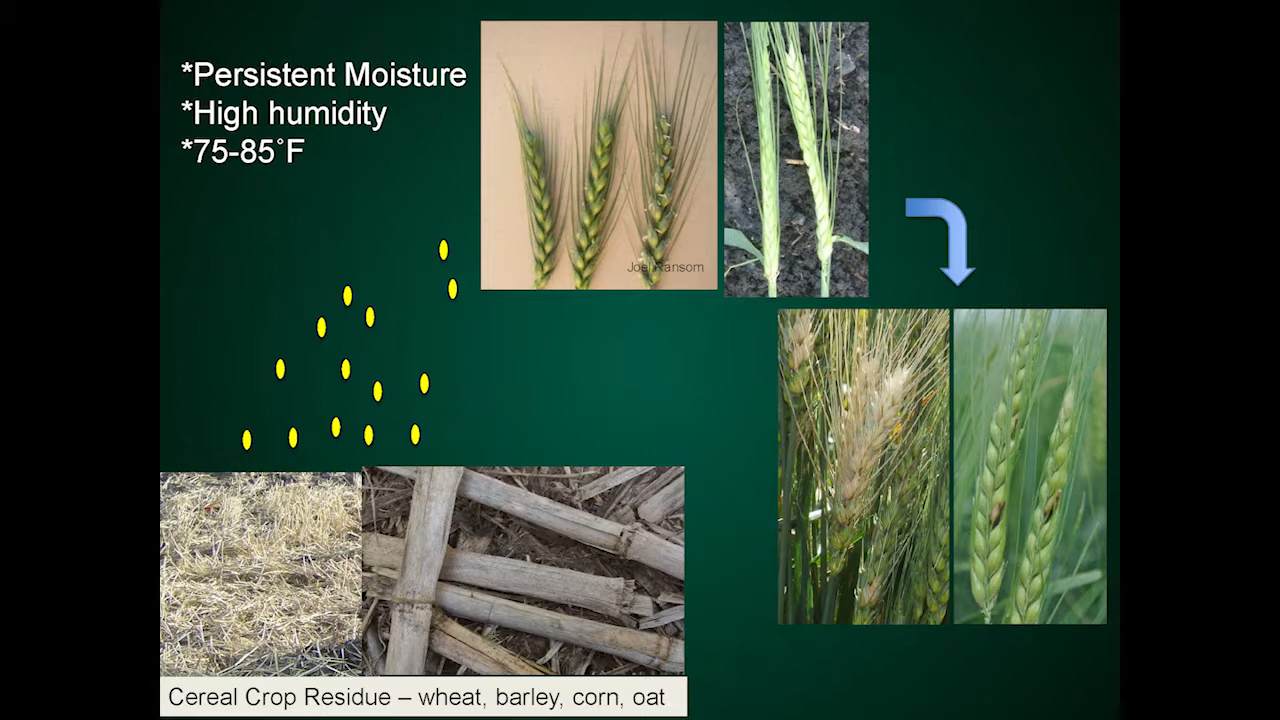 *Persistent Moisture
*High humidity
*75-85˚F
Joel Ransom
Cereal Crop Residue – wheat, barley, corn, oat